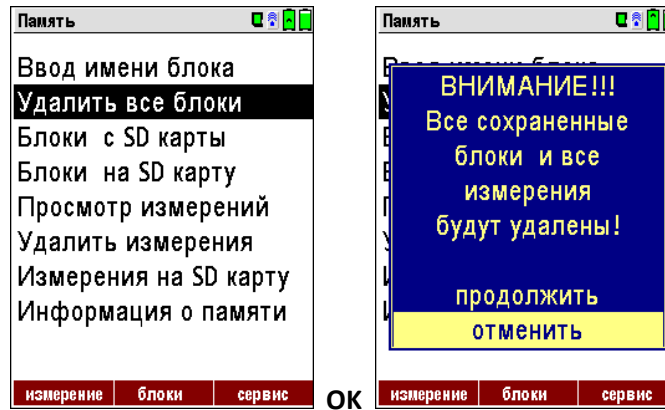 Память
Ввод имени блока
Удалить все блоки
Блоки с SD карты
Блоки на SD карту
Просмотр измерений
Удалить измерения
Измерения на SD карту
Информация о памяти
измерение блоки сервис
ОК
Память
ВНИМАНИЕ!!!
Все сохраненные
блоки и все
измерения
будут удалены!
продолжить
отменить
измерение блоки сервис